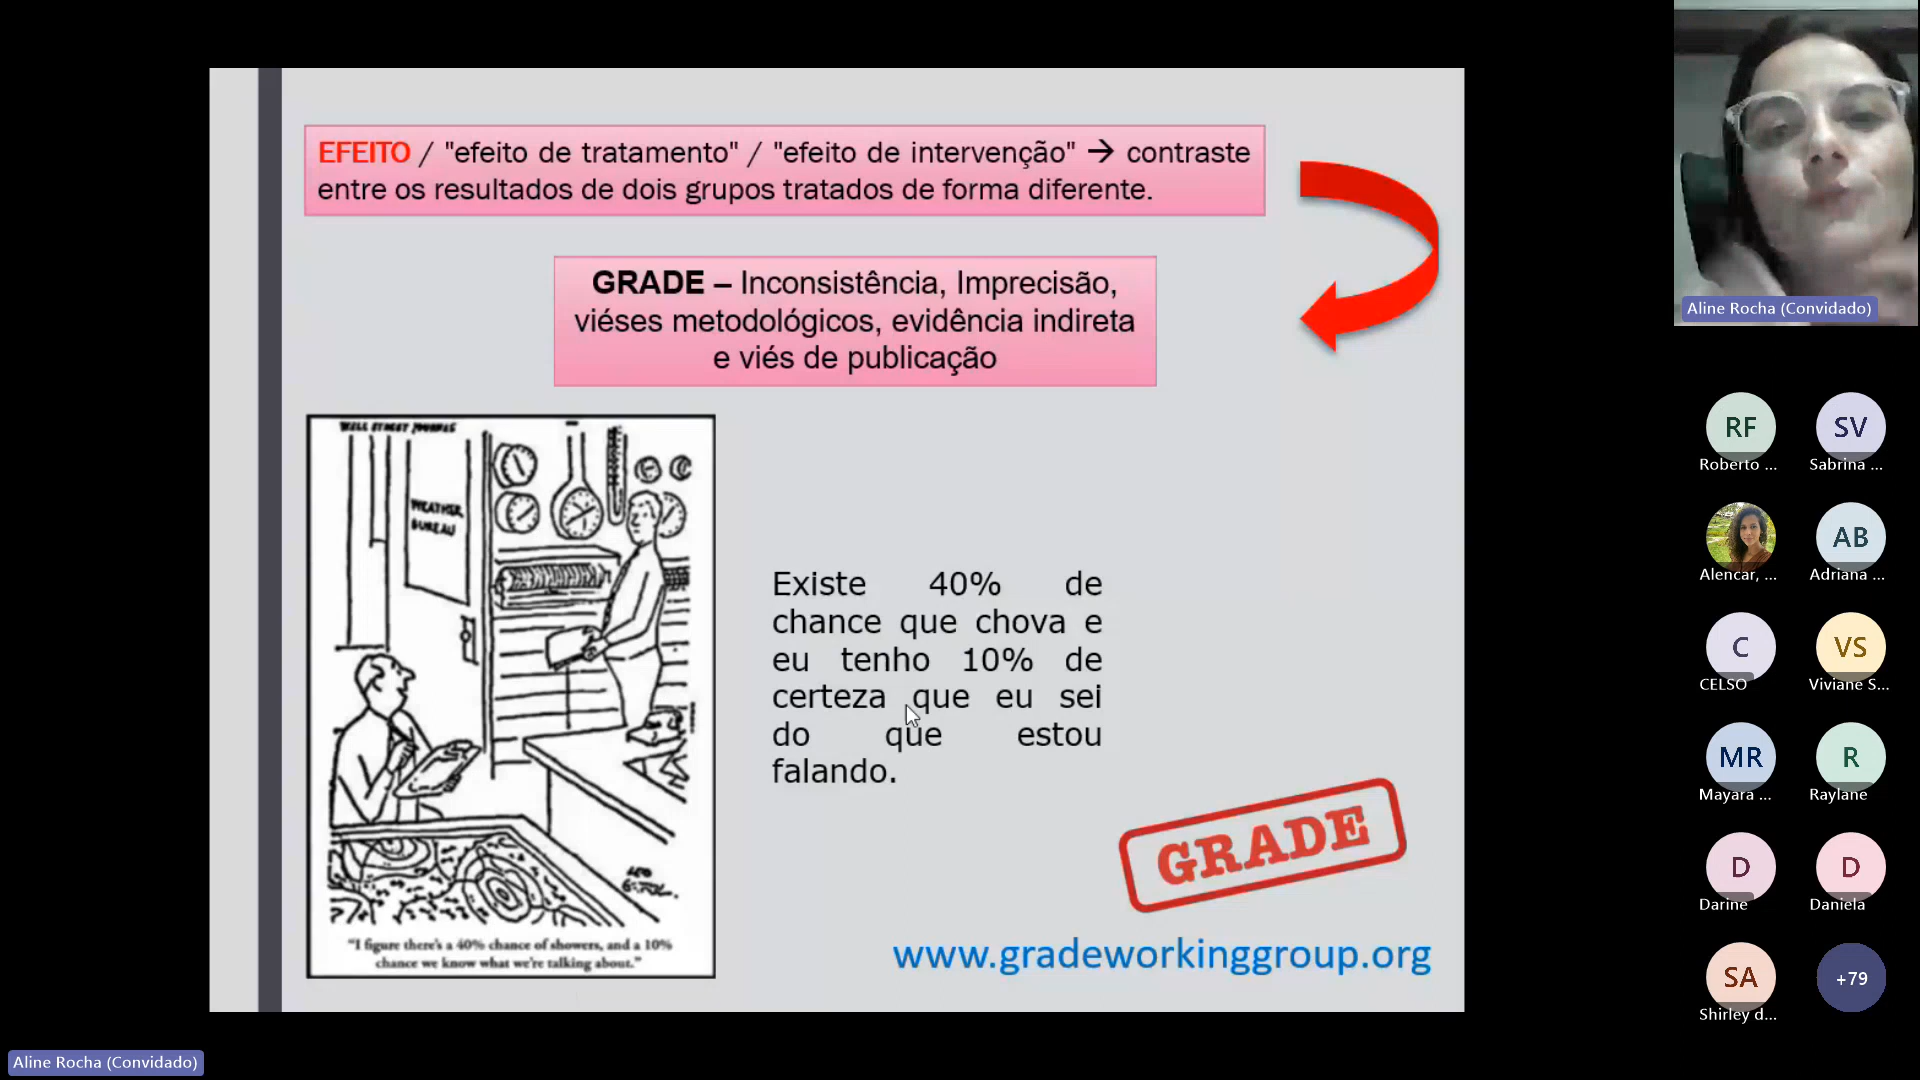 EFEITO / "efeito de tratamento" / "efeito de intervenção" → contraste
entre os resultados de dois grupos tratados de forma diferente.
GRADE – Inconsistência, Imprecisão,
viéses metodológicos, evidência indireta
e viés de publicação
WALL STREET JOURNAL
WEATHER
BUREAU
"I figure there's a 40% chance of showers, and a 10%
chance we know what we're talking about."
Existe 40% de
chance que chova e
eu tenho 10% de
certeza que eu sei
do que estou
falando.
GRADE
www.gradeworkinggroup.org
Aline Rocha (Convidado)
RF
Roberto ...
SV
Sabrina ...
Alencar, ...
AB
Adriana ...
C
CELSO
VS
Viviane S...
MR
Mayara ...
R
Raylane
D
Darine
D
Daniela
SA
Shirley d...
+79
Aline Rocha (Convidado)